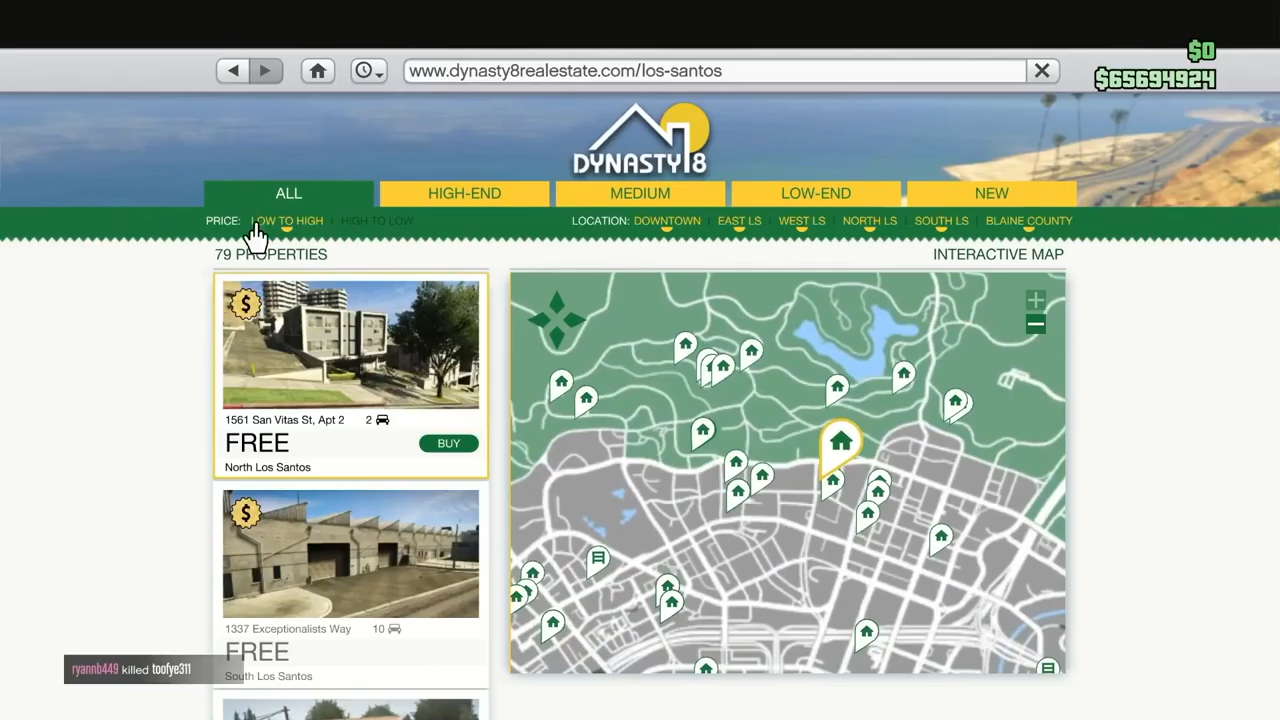 $0
www.dynasty8realestate.com/los-santos
$65694924
DYNASTY 8
ALL HIGH-END MEDIUM LOW-END NEW
PRICE: LOW TO HIGH | HIGH TO LOW LOCATION: DOWNTOWN | EAST LS | WEST LS | NORTH LS | SOUTH LS | BLAINE COUNTY
79 PROPERTIES INTERACTIVE MAP
$
1561 San Vitas St, Apt 2 2
FREE BUY
North Los Santos
$
1337 Exceptionalists Way 10
FREE
South Los Santos
ryannb449 killed toofye311